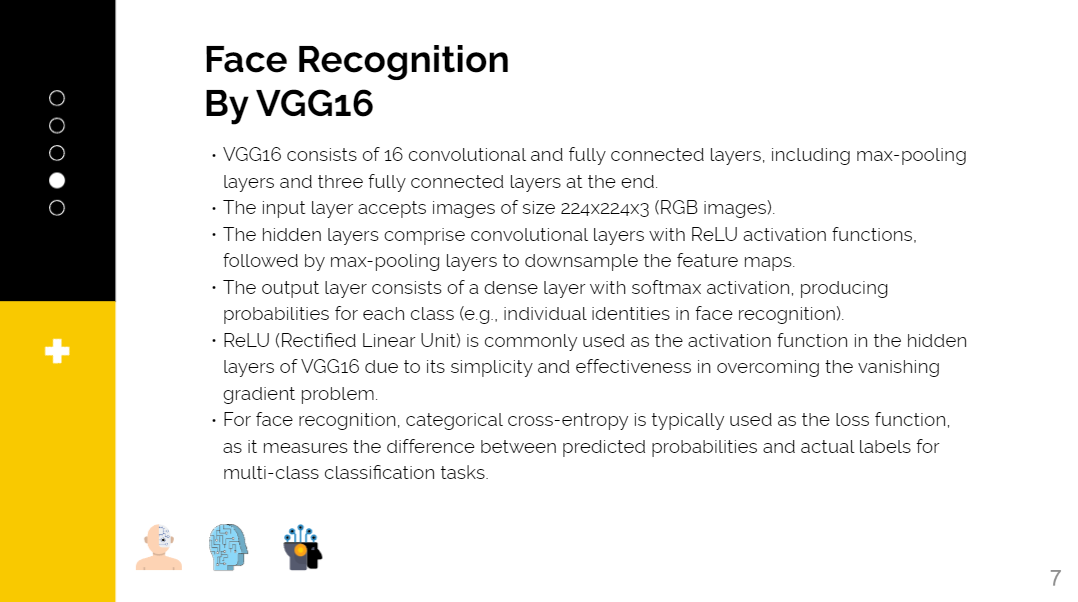 Face Recognition
By VGG16
• VGG16 consists of 16 convolutional and fully connected layers, including max-pooling
layers and three fully connected layers at the end.
• The input layer accepts images of size 224x224x3 (RGB images).
• The hidden layers comprise convolutional layers with ReLU activation functions,
followed by max-pooling layers to downsample the feature maps.
• The output layer consists of a dense layer with softmax activation, producing
probabilities for each class (e.g., individual identities in face recognition).
• ReLU (Rectified Linear Unit) is commonly used as the activation function in the hidden
layers of VGG16 due to its simplicity and effectiveness in overcoming the vanishing
gradient problem.
• For face recognition, categorical cross-entropy is typically used as the loss function,
as it measures the difference between predicted probabilities and actual labels for
multi-class classification tasks.
7